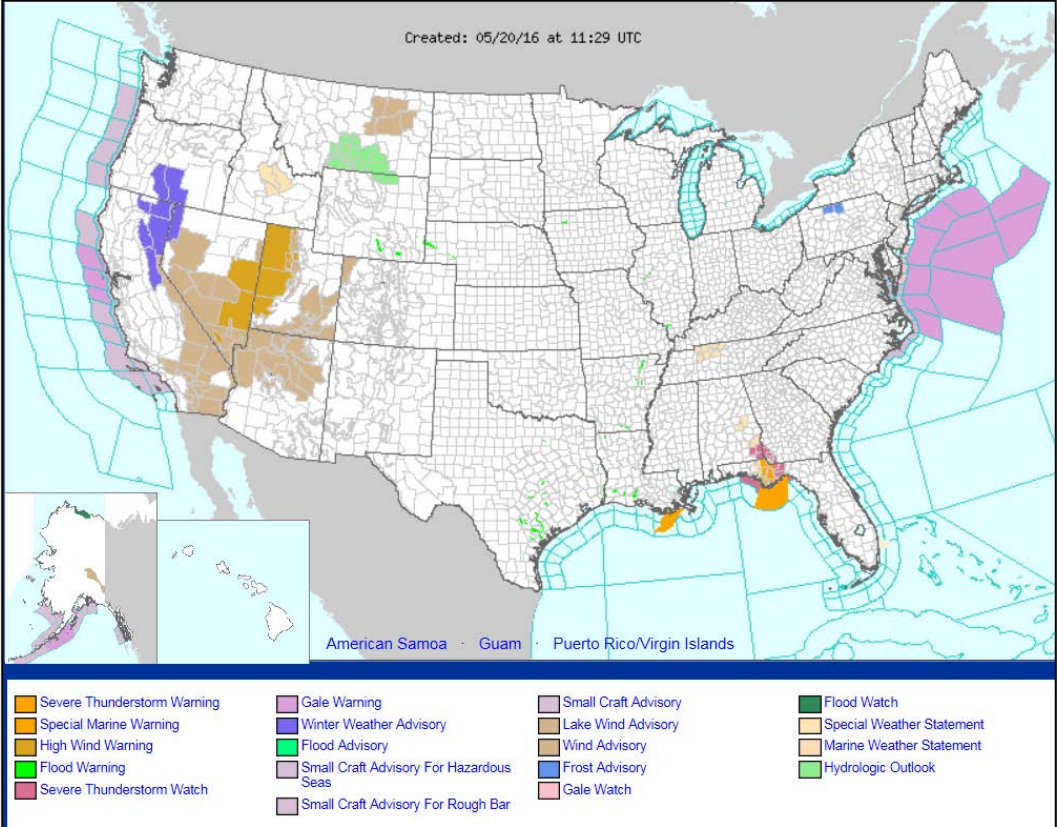 Created: 05/20/16 at 11:29 UTC
American Samoa · Guam · Puerto Rico/Virgin Islands
Severe Thunderstorm Warning
Special Marine Warning
High Wind Warning
Flood Warning
Severe Thunderstorm Watch
Gale Warning
Winter Weather Advisory
Flood Advisory
Small Craft Advisory For Hazardous
Seas
Small Craft Advisory For Rough Bar
Small Craft Advisory
Lake Wind Advisory
Wind Advisory
Frost Advisory
Gale Watch
Flood Watch
Special Weather Statement
Marine Weather Statement
Hydrologic Outlook